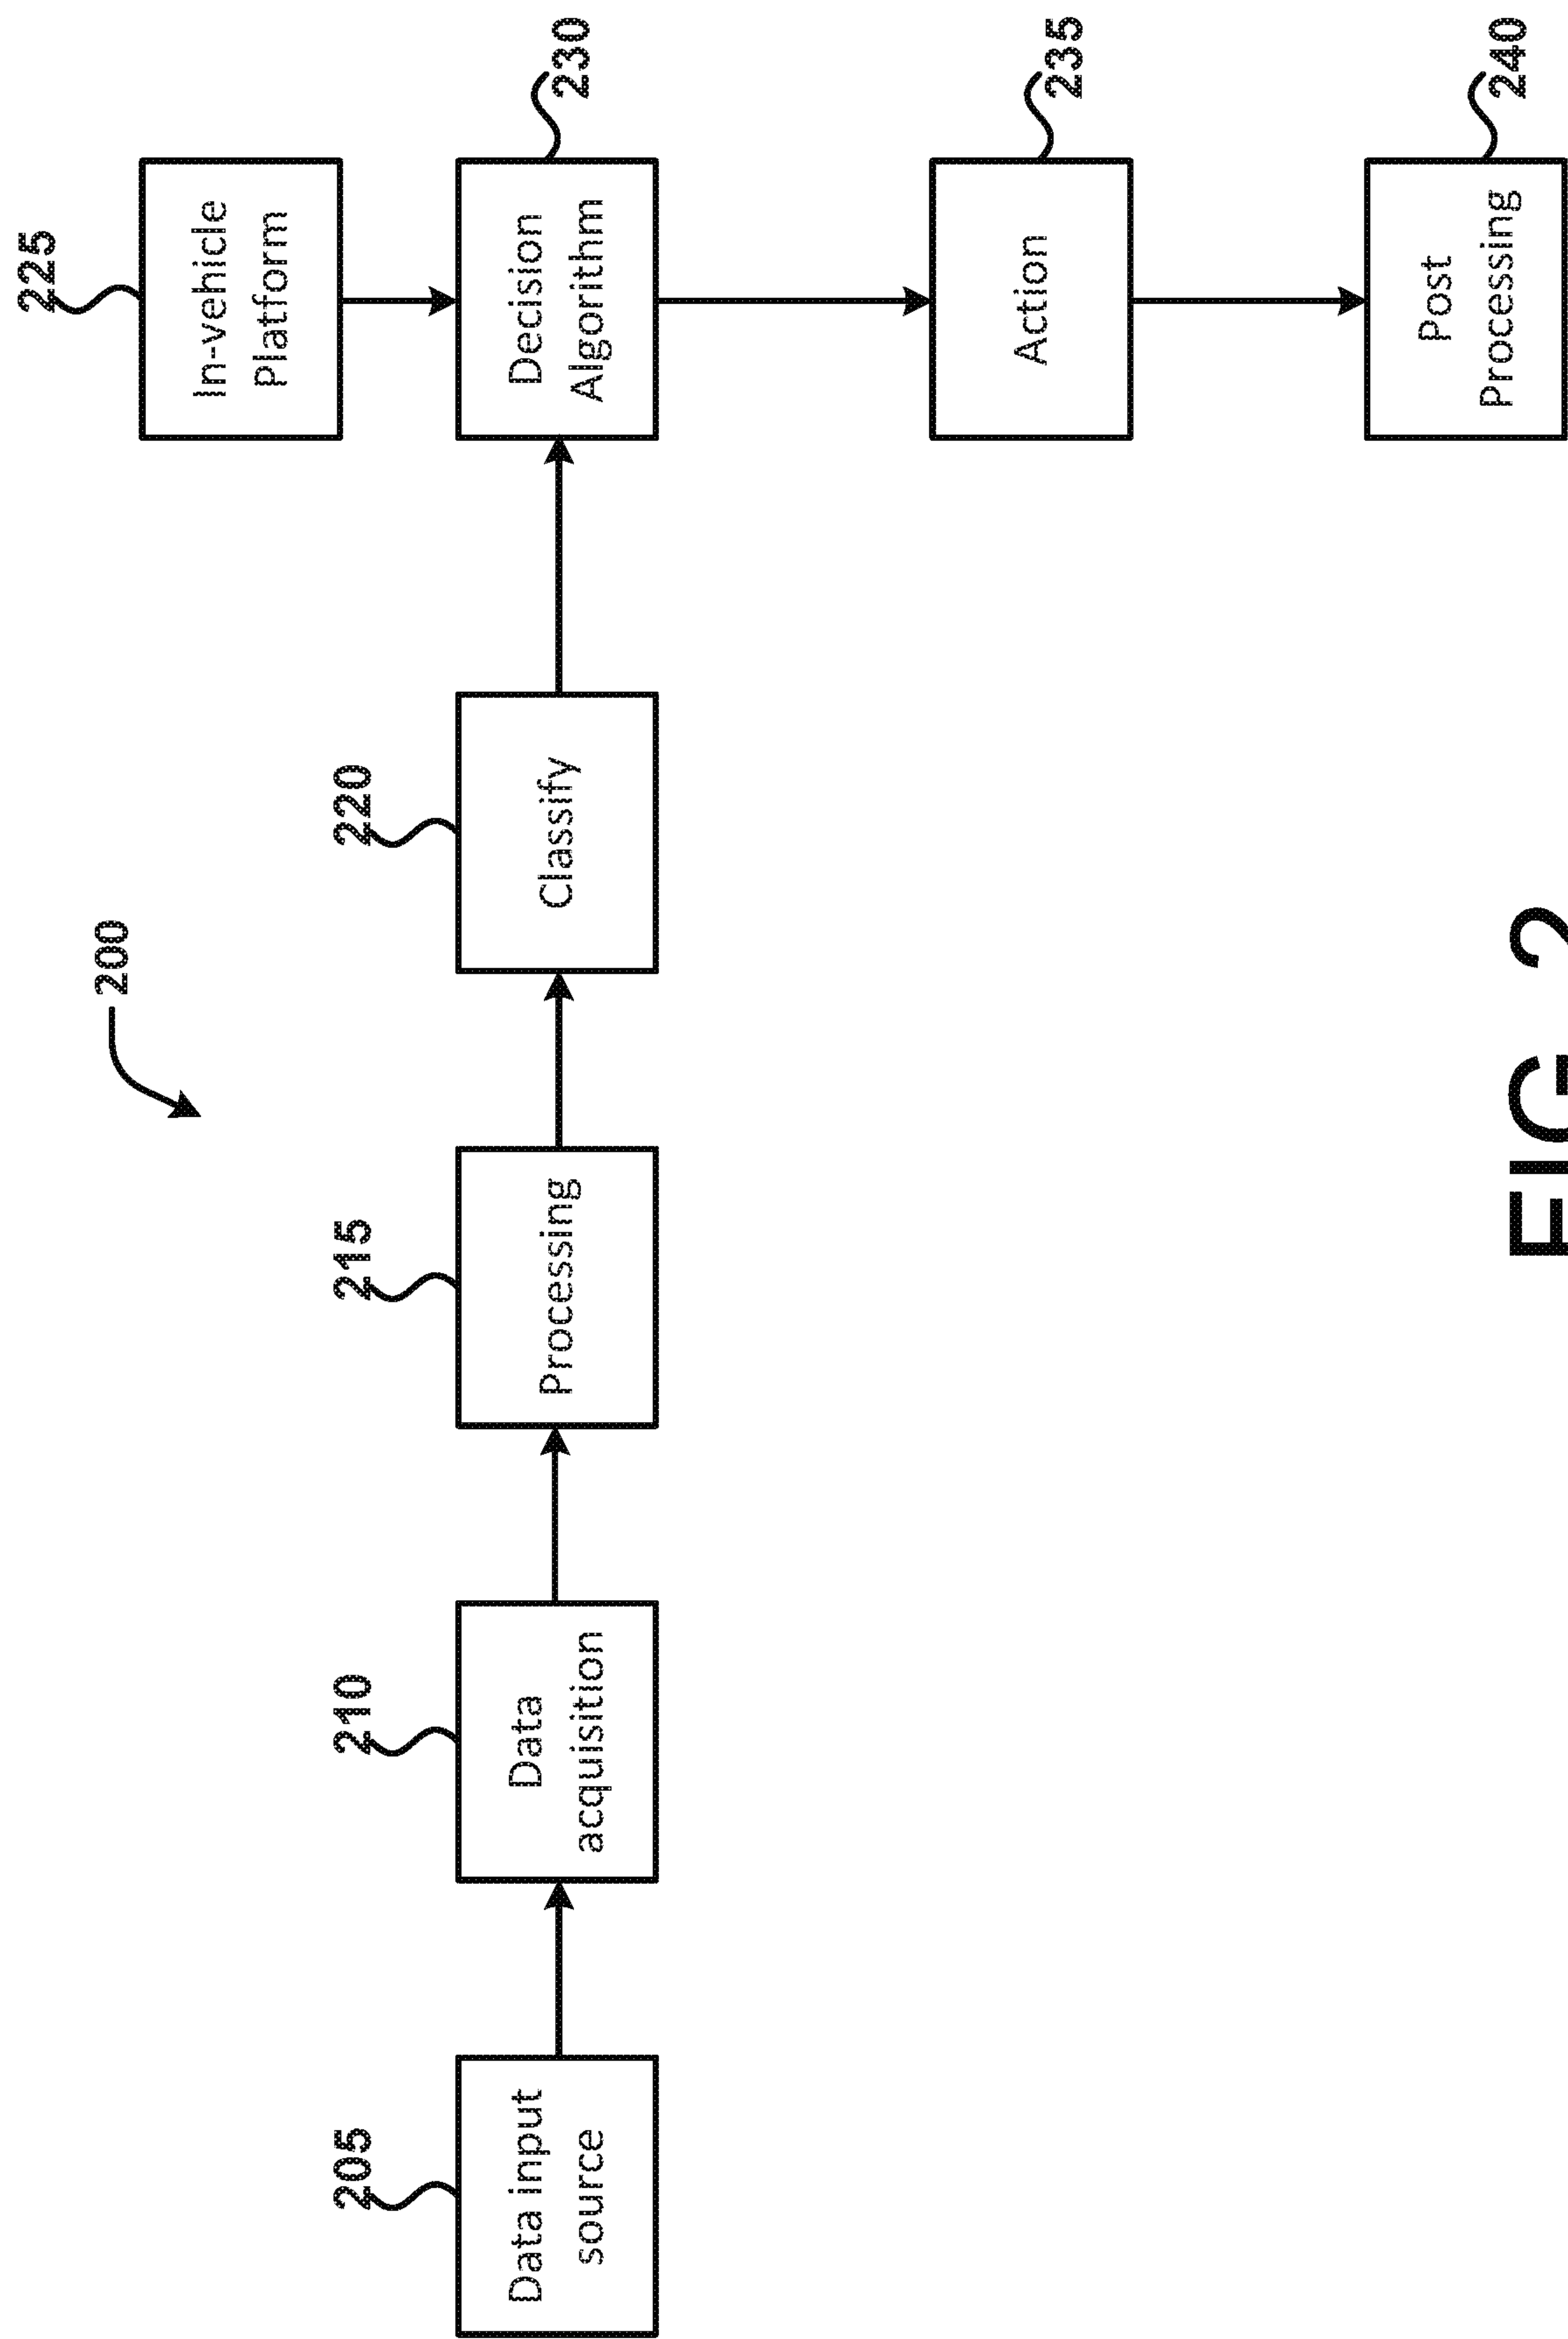 200
225
In-vehicle
Platform
205
210
215
220
Data input
source
Data
acquisition
Processing
Classify
Decision
Algorithm
230
Action
235
Post
Processing
240
FIG. 2